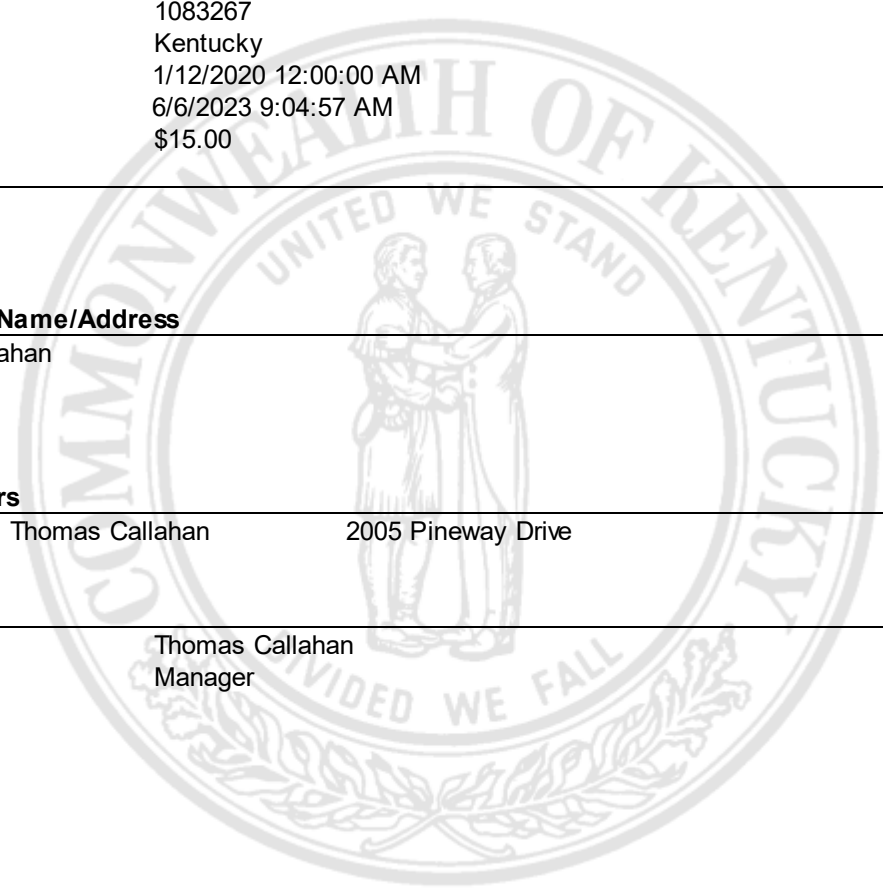 1083267
Kentucky
1/12/2020 12:00:00 AM
6/6/2023 9:04:57 AM
$15.00
COMMONWEALTH OF KENTUCKY
UNITED WE STAND
Name/Address
ahan
rs
Thomas Callahan 2005 Pineway Drive
Thomas Callahan
Manager
DIVIDED WE FALL